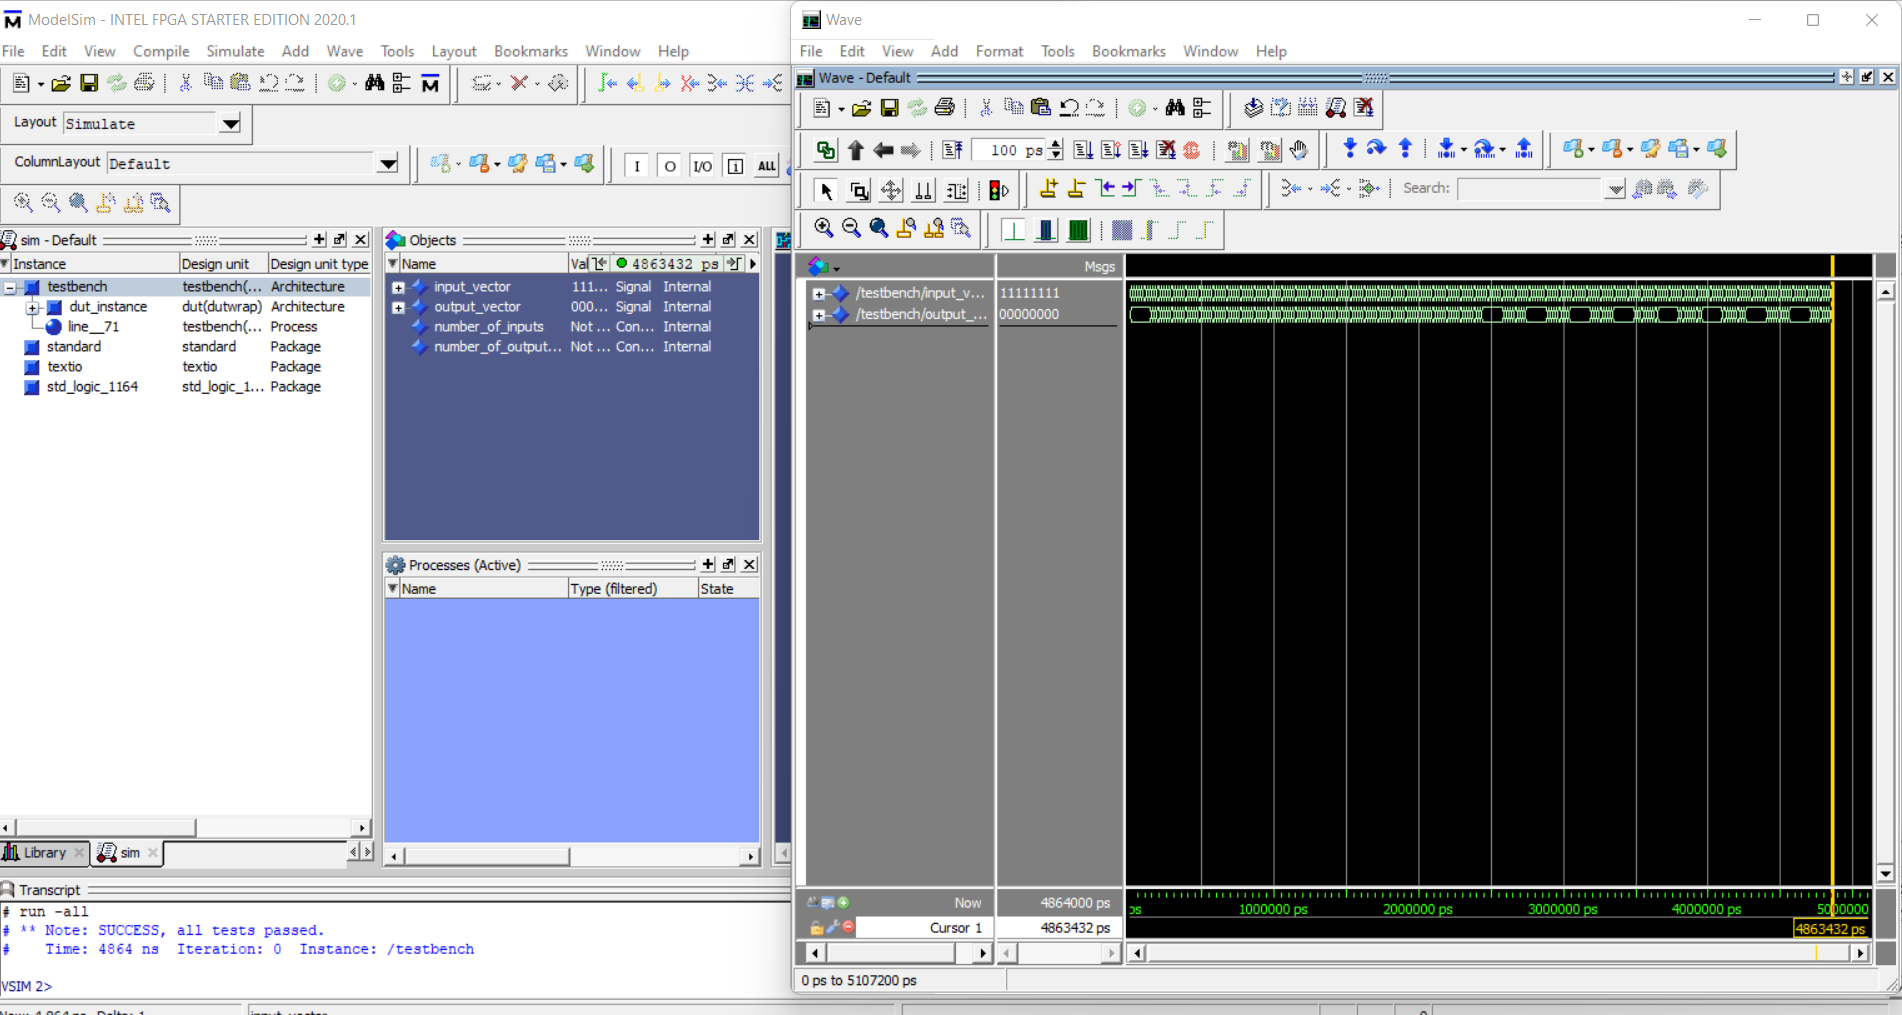 ModelSim - INTEL FPGA STARTER EDITION 2020.1
File Edit View Compile Simulate Add Wave Tools Layout Bookmarks Window Help
Layout Simulate
ColumnLayout Default
I O I/O ALL
sim - Default
Instance Design unit Design unit type
testbench testbench(... Architecture
dut_instance dut(dutwrap) Architecture
line__71 testbench(... Process
standard standard Package
textio textio Package
std_logic_1164 std_logic_1... Package
Library sim
Objects
Name Val 4863432 ps
input_vector 111... Signal Internal
output_vector 000... Signal Internal
number_of_inputs Not ... Con... Internal
number_of_output... Not ... Con... Internal
Processes (Active)
Name Type (filtered) State
Transcript
# run -all
# ** Note: SUCCESS, all tests passed.
# Time: 4864 ns Iteration: 0 Instance: /testbench
VSIM 2>
Wave
File Edit View Add Format Tools Bookmarks Window Help
Wave - Default
100 ps
Search:
Msgs
/testbench/input_v... 11111111
/testbench/output_... 00000000
Now 4864000 ps
ps 1000000 ps 2000000 ps 3000000 ps 4000000 ps 5000000
Cursor 1 4863432 ps
4863432 ps
0 ps to 5107200 ps